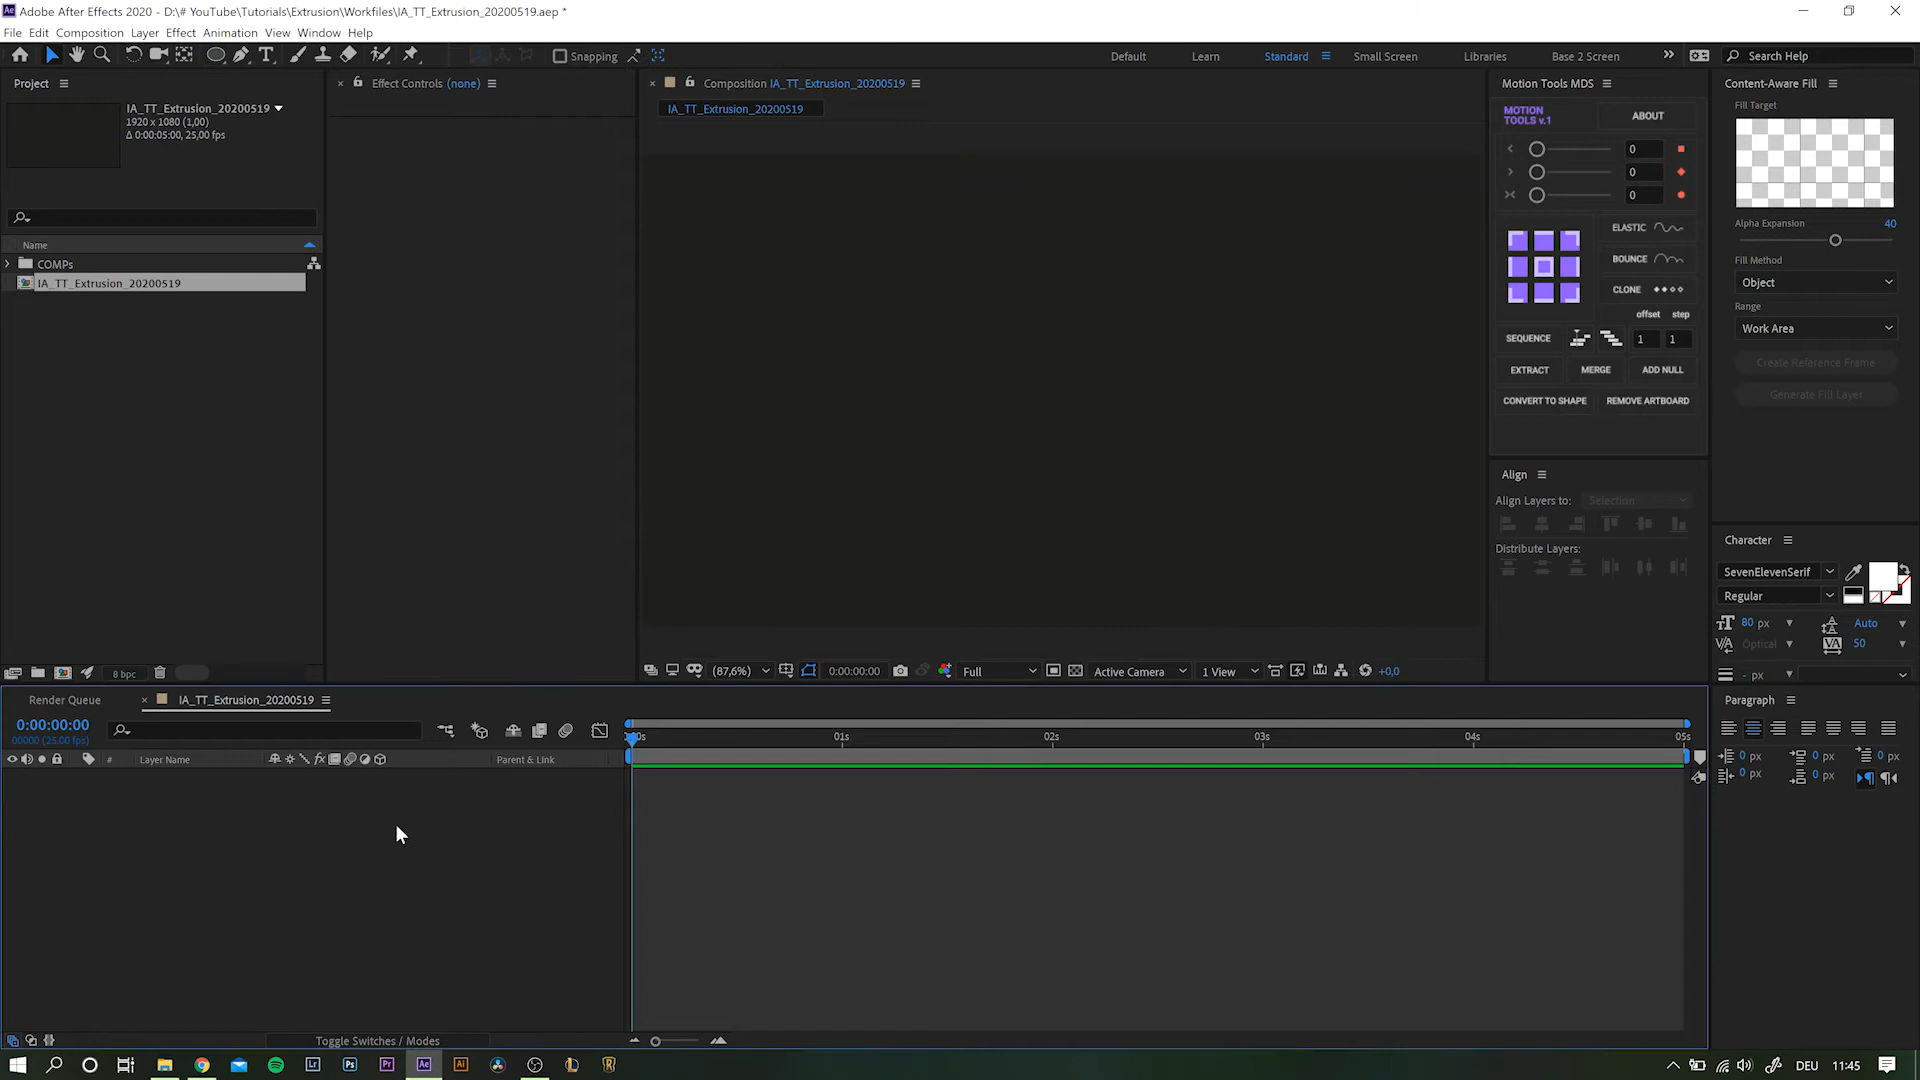 Adobe After Effects 2020 - D:\# YouTube\Tutorials\Extrusion\Workfiles\IA_TT_Extrusion_20200519.aep *
File Edit Composition Layer Effect Animation View Window Help
Snapping
Default Learn Standard Small Screen Libraries Base 2 Screen
Search Help
Project
IA_TT_Extrusion_20200519
1920 x 1080 (1,00)
Δ 0:00:05:00, 25,00 fps
Name
COMPs
IA_TT_Extrusion_20200519
8 bpc
Effect Controls (none)
Composition IA_TT_Extrusion_20200519
IA_TT_Extrusion_20200519
(87,6%) 0:00:00:00 Full Active Camera 1 View +0,0
Motion Tools MDS
MOTION
TOOLS v.1
ABOUT
0
0
0
ELASTIC
BOUNCE
CLONE
offset step
SEQUENCE 1 1
EXTRACT MERGE ADD NULL
CONVERT TO SHAPE REMOVE ARTBOARD
Align
Align Layers to: Selection
Distribute Layers:
Content-Aware Fill
Fill Target
Alpha Expansion 40
Fill Method
Object
Range
Work Area
Create Reference Frame
Generate Fill Layer
Character
SevenElevenSerif
Regular
80 px Auto
Optical 50
- px
Paragraph
0 px 0 px 0 px
0 px 0 px
Render Queue IA_TT_Extrusion_20200519
0:00:00:00
00000 (25.00 fps)
# Layer Name Parent & Link
:00s 01s 02s 03s 04s 05s
Toggle Switches / Modes
Lr Ps Pr Ae Ai
DEU 11:45